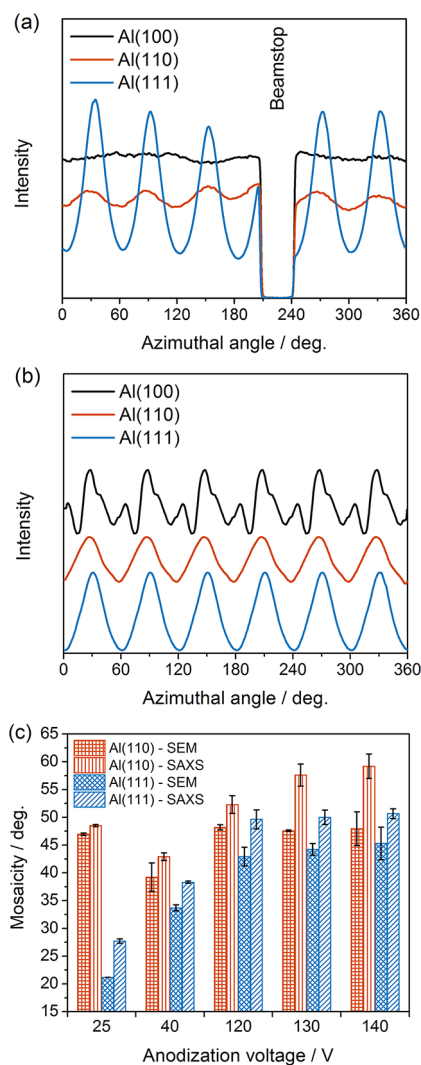 (a)
Al(100)
Al(110)
Al(111)
Beamstop
Intensity
0 60 120 180 240 300 360
Azimuthal angle / deg.
(b)
Al(100)
Al(110)
Al(111)
Intensity
0 60 120 180 240 300 360
Azimuthal angle / deg.
(c)
65
60
55
50
45
40
35
30
25
20
15
Al(110) - SEM
Al(110) - SAXS
Al(111) - SEM
Al(111) - SAXS
Mosaicity / deg.
25 40 120 130 140
Anodization voltage / V